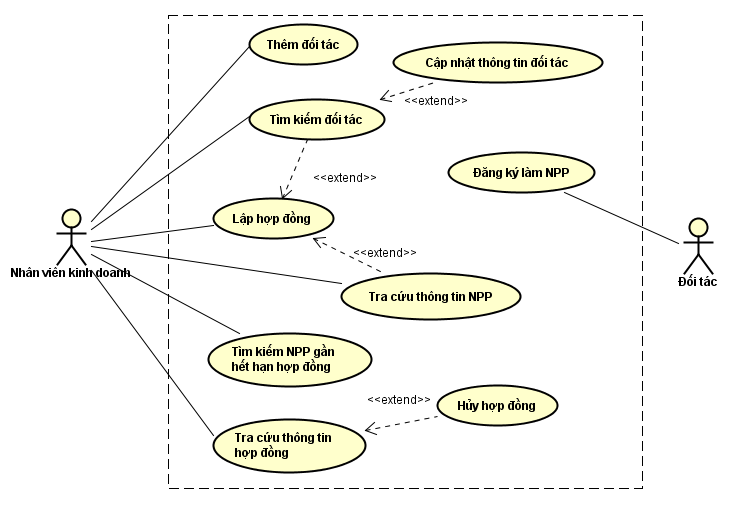 Thêm đối tác
Cập nhật thông tin đối tác
<<extend>>
Tìm kiếm đối tác
Đăng ký làm NPP
<<extend>>
Lập hợp đồng
<<extend>>
Nhân viên kinh doanh
Đối tác
Tra cứu thông tin NPP
Tìm kiếm NPP gần
hết hạn hợp đồng
<<extend>>
Hủy hợp đồng
Tra cứu thông tin
hợp đồng